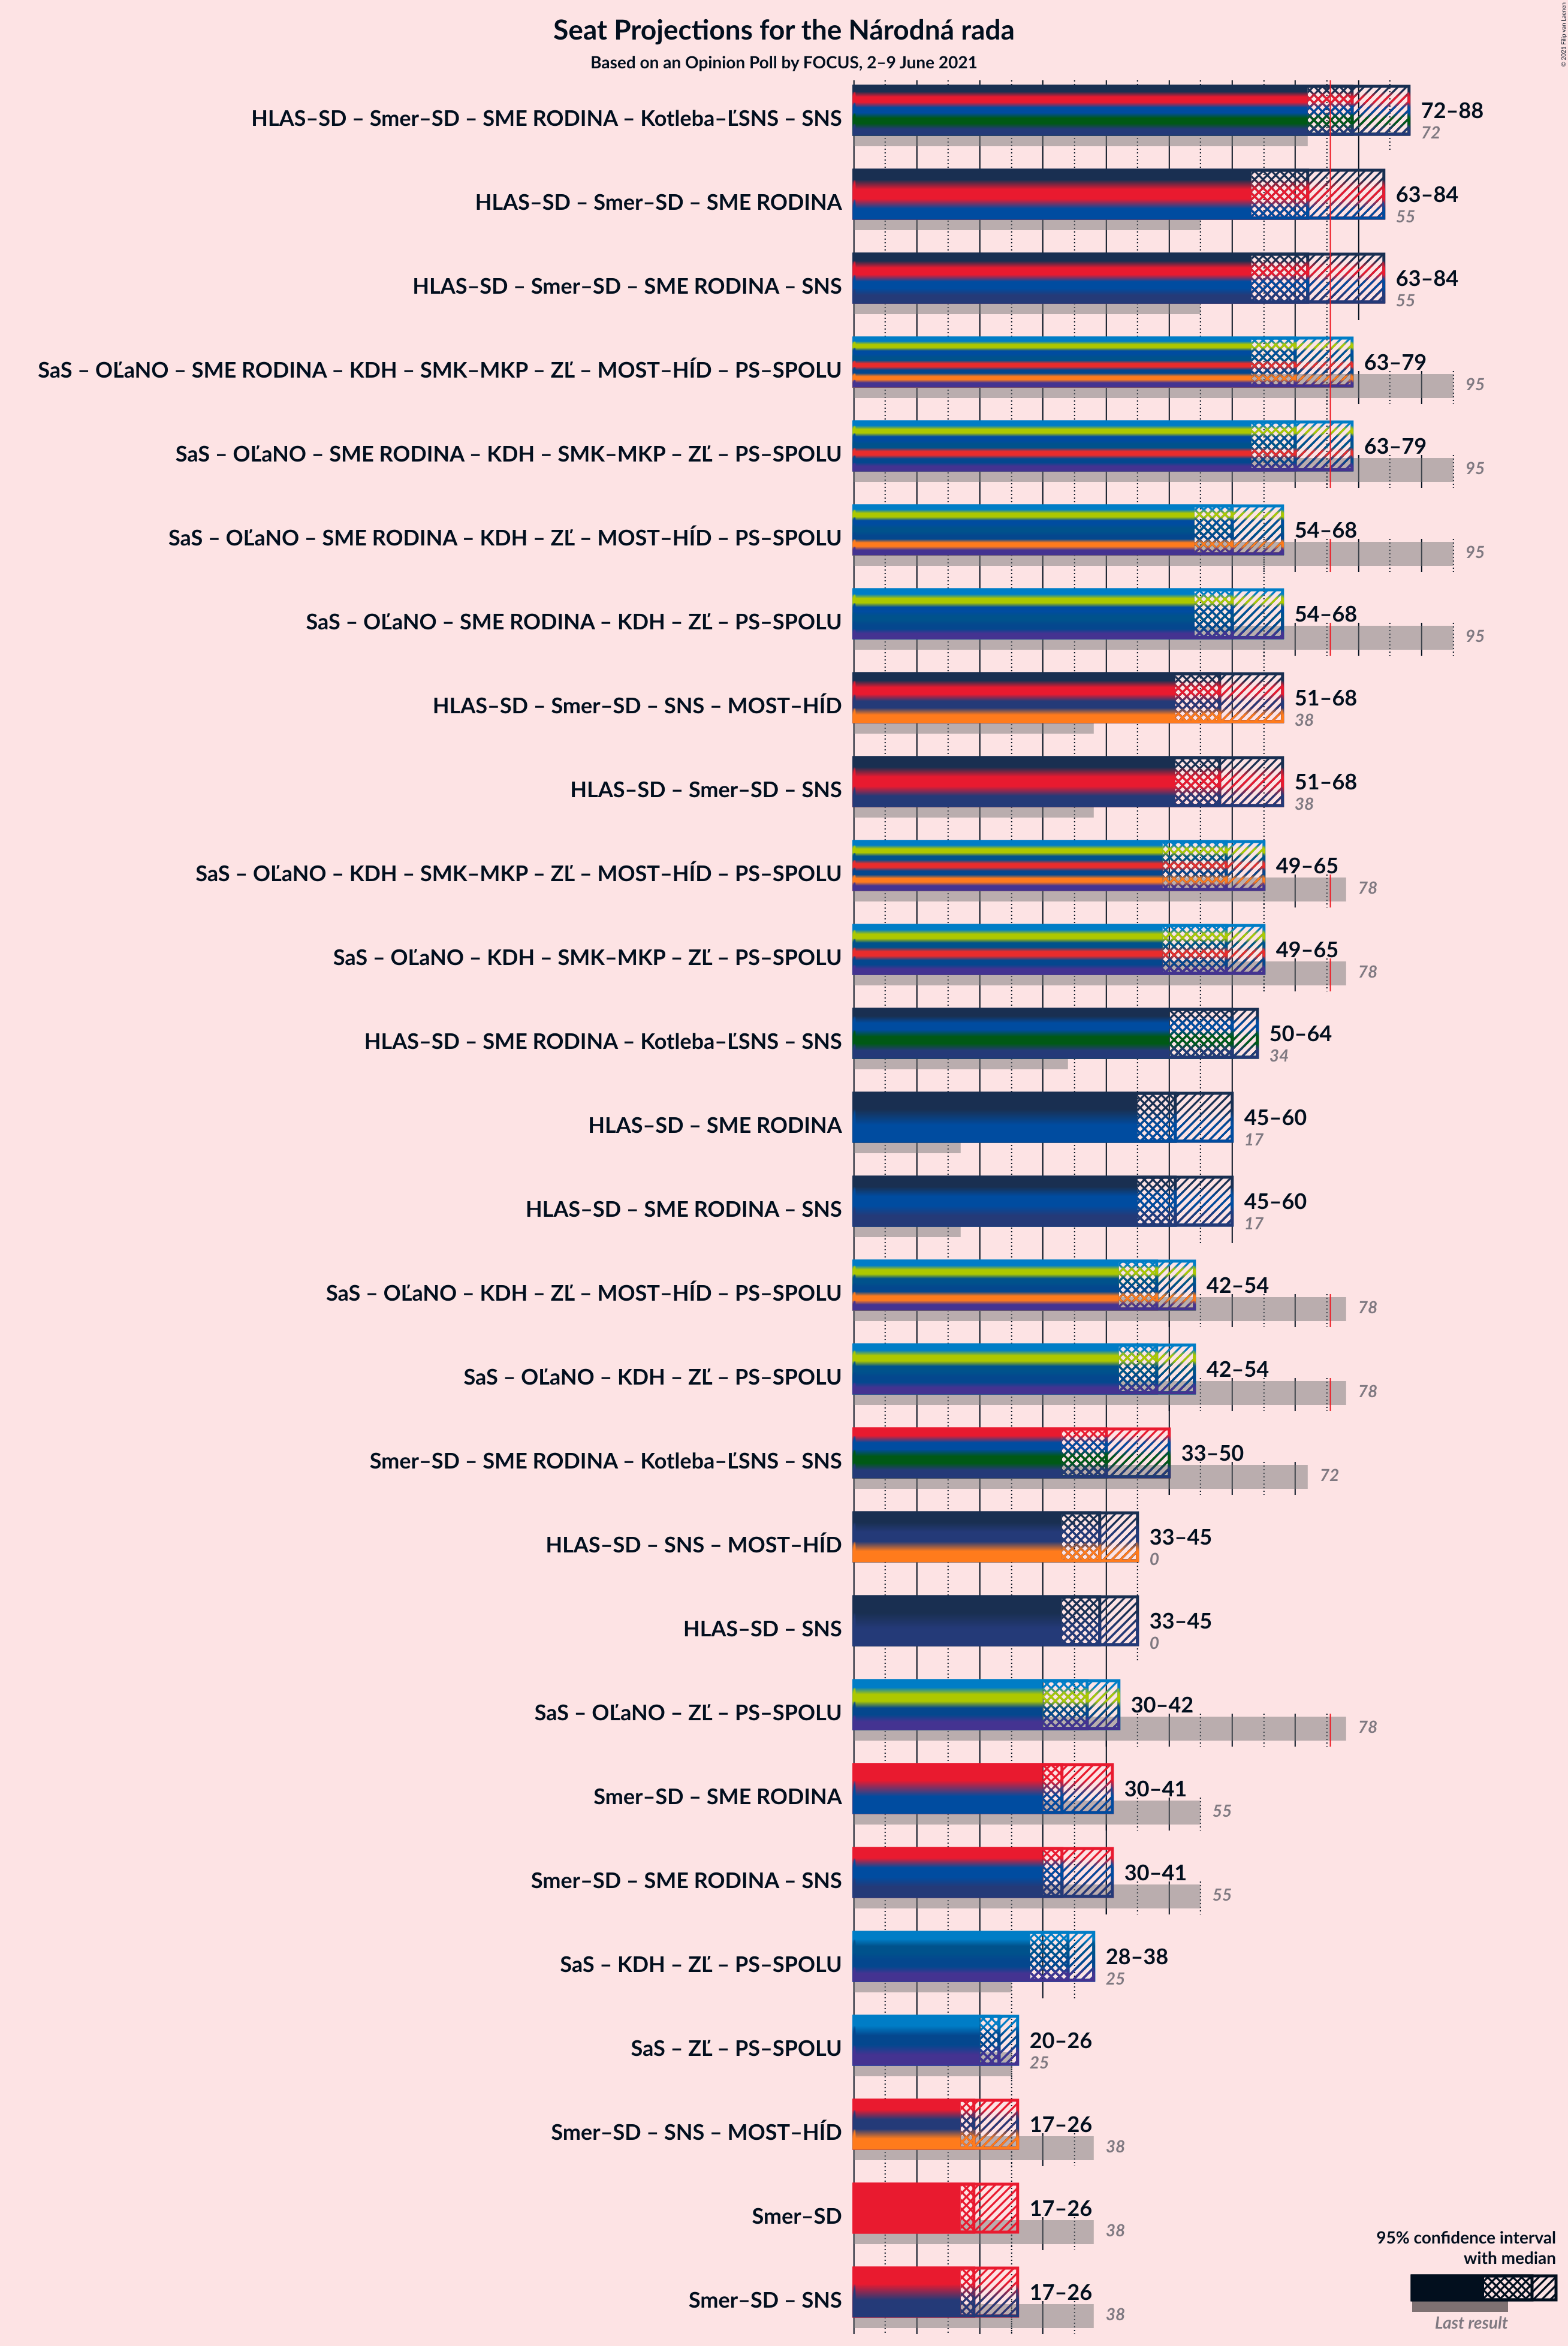 Seat Projections for the Národná rada
Based on an Opinion Poll by FOCUS, 2–9 June 2021
© 2021 Filip van Laenen
HLAS–SD – Smer–SD – SME RODINA – Kotleba–ĽSNS – SNS
72–88
72
HLAS–SD – Smer–SD – SME RODINA
63–84
55
HLAS–SD – Smer–SD – SME RODINA – SNS
63–84
55
SaS – OĽaNO – SME RODINA – KDH – SMK–MKP – ZĽ – MOST–HÍD – PS–SPOLU
63–79
95
SaS – OĽaNO – SME RODINA – KDH – SMK–MKP – ZĽ – PS–SPOLU
63–79
95
SaS – OĽaNO – SME RODINA – KDH – ZĽ – MOST–HÍD – PS–SPOLU
54–68
95
SaS – OĽaNO – SME RODINA – KDH – ZĽ – PS–SPOLU
54–68
95
HLAS–SD – Smer–SD – SNS – MOST–HÍD
51–68
38
HLAS–SD – Smer–SD – SNS
51–68
38
SaS – OĽaNO – KDH – SMK–MKP – ZĽ – MOST–HÍD – PS–SPOLU
49–65
78
SaS – OĽaNO – KDH – SMK–MKP – ZĽ – PS–SPOLU
49–65
78
HLAS–SD – SME RODINA – Kotleba–ĽSNS – SNS
50–64
34
HLAS–SD – SME RODINA
45–60
17
HLAS–SD – SME RODINA – SNS
45–60
17
SaS – OĽaNO – KDH – ZĽ – MOST–HÍD – PS–SPOLU
42–54
78
SaS – OĽaNO – KDH – ZĽ – PS–SPOLU
42–54
78
Smer–SD – SME RODINA – Kotleba–ĽSNS – SNS
33–50
72
HLAS–SD – SNS – MOST–HÍD
33–45
0
HLAS–SD – SNS
33–45
0
SaS – OĽaNO – ZĽ – PS–SPOLU
30–42
78
Smer–SD – SME RODINA
30–41
55
Smer–SD – SME RODINA – SNS
30–41
55
SaS – KDH – ZĽ – PS–SPOLU
28–38
25
SaS – ZĽ – PS–SPOLU
20–26
25
Smer–SD – SNS – MOST–HÍD
17–26
38
Smer–SD
17–26
38
Smer–SD – SNS
17–26
38
95% confidence interval
with median
Last result